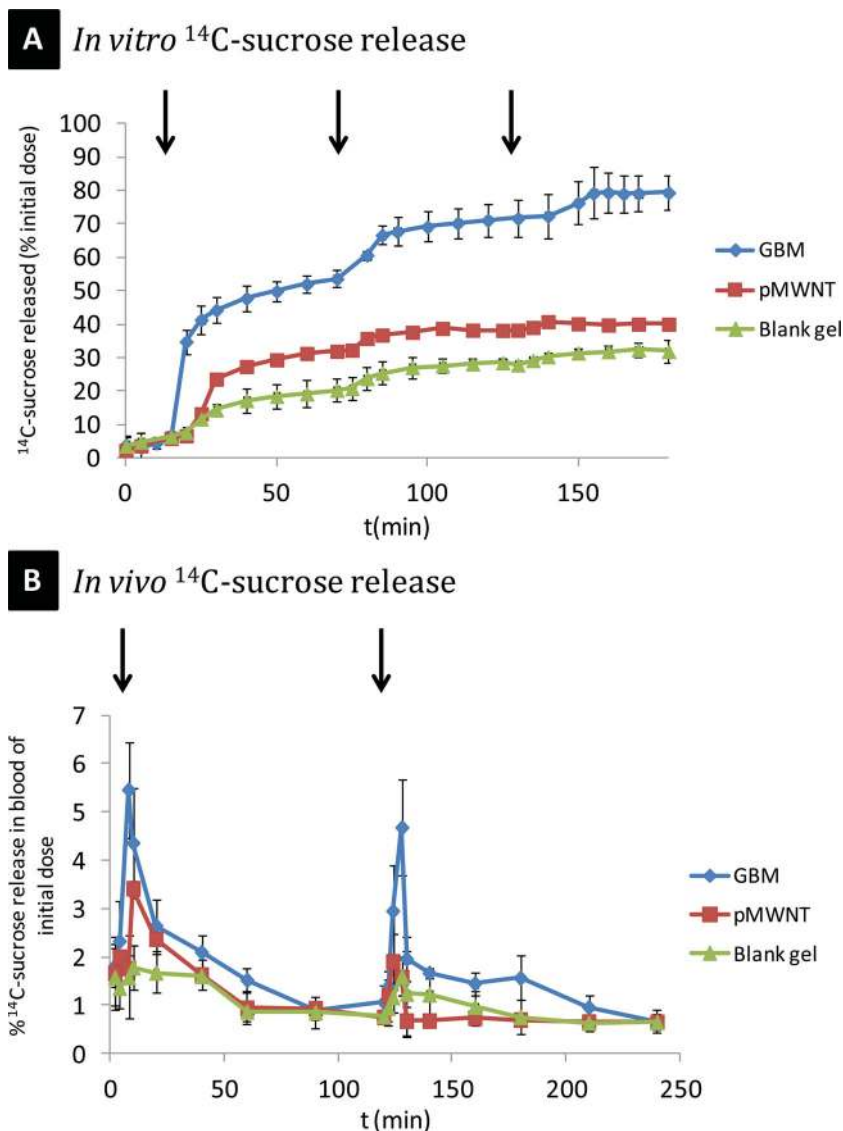 A In vitro ¹⁴C-sucrose release
¹⁴C-sucrose released (% initial dose)
100
90
80
70
60
50
40
30
20
10
0
0 50 100 150
t(min)
GBM
pMWNT
Blank gel
B In vivo ¹⁴C-sucrose release
%¹⁴C-sucrose release in blood of
initial dose
7
6
5
4
3
2
1
0
0 50 100 150 200 250
t (min)
GBM
pMWNT
Blank gel